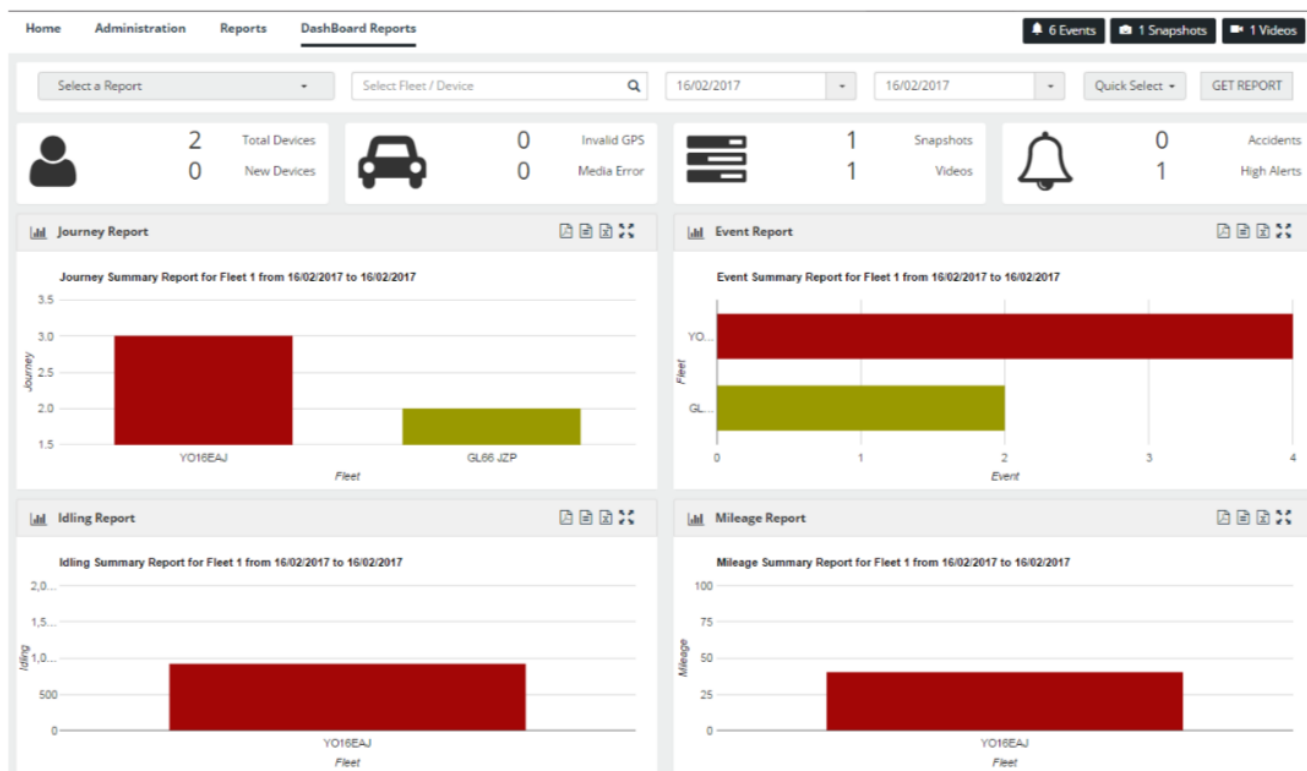 Home Administration Reports DashBoard Reports 6 Events 1 Snapshots 1 Videos
Select a Report Select Fleet / Device 16/02/2017 16/02/2017 Quick Select GET REPORT
2 Total Devices 0 Invalid GPS 1 Snapshots 0 Accidents
0 New Devices 0 Media Error 1 Videos 1 High Alerts
Journey Report
Journey Summary Report for Fleet 1 from 16/02/2017 to 16/02/2017
3.5
3.0
2.5
2.0
1.5
Journey
YO16EAJ GL66 JZP
Fleet
Event Report
Event Summary Report for Fleet 1 from 16/02/2017 to 16/02/2017
YO...
GL...
Fleet
0 1 2 3 4
Event
Idling Report
Idling Summary Report for Fleet 1 from 16/02/2017 to 16/02/2017
2,0...
1,5...
1,0...
500
0
Idling
YO16EAJ
Fleet
Mileage Report
Mileage Summary Report for Fleet 1 from 16/02/2017 to 16/02/2017
100
75
50
25
0
Mileage
YO16EAJ
Fleet